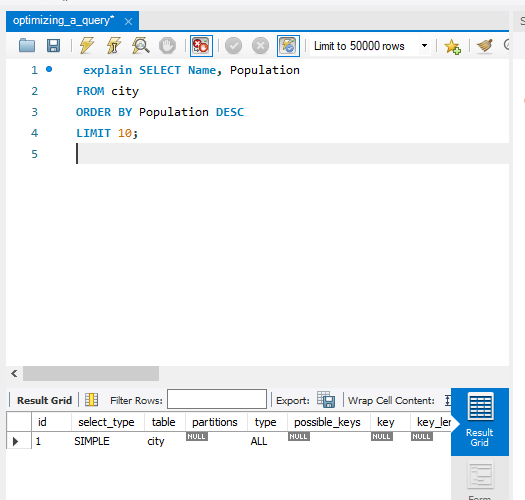 optimizing_a_query*
Limit to 50000 rows
1 explain SELECT Name, Population
2 FROM city
3 ORDER BY Population DESC
4 LIMIT 10;
5
Result Grid Filter Rows: Export: Wrap Cell Content:
id select_type table partitions type possible_keys key key_ler
1 SIMPLE city NULL ALL NULL NULL NULL
Result
Grid